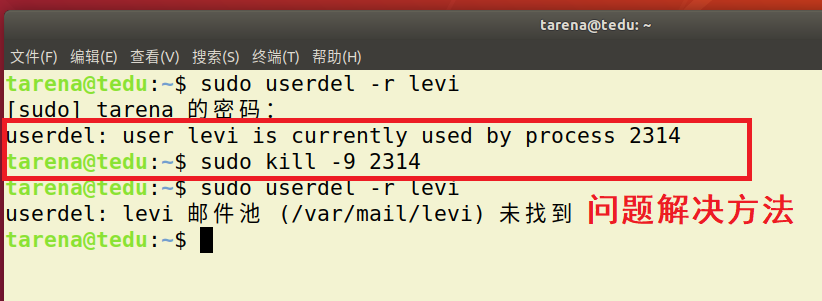 tarena@tedu: ~
文件(F) 编辑(E) 查看(V) 搜索(S) 终端(T) 帮助(H)
tarena@tedu:~$ sudo userdel -r levi
[sudo] tarena 的密码：
userdel: user levi is currently used by process 2314
tarena@tedu:~$ sudo kill -9 2314
tarena@tedu:~$ sudo userdel -r levi
userdel: levi 邮件池 (/var/mail/levi) 未找到 问题解决方法
tarena@tedu:~$